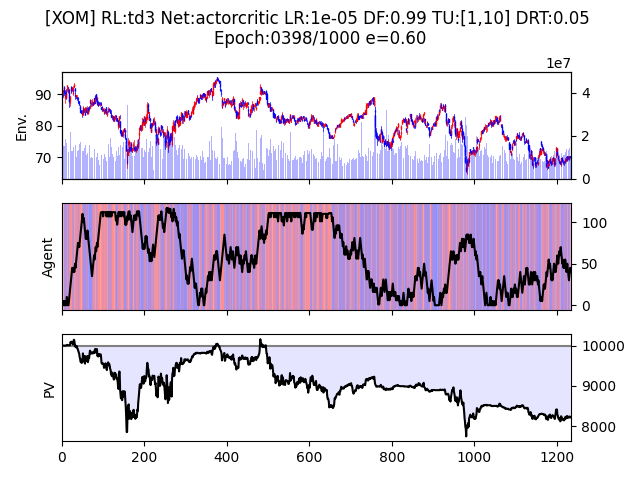 [XOM] RL:td3 Net:actorcritic LR:1e-05 DF:0.99 TU:[1,10] DRT:0.05
Epoch:0398/1000 e=0.60
1e7
Env.
90
80
70
4
2
0
Agent
100
50
0
PV
10000
9000
8000
0 200 400 600 800 1000 1200